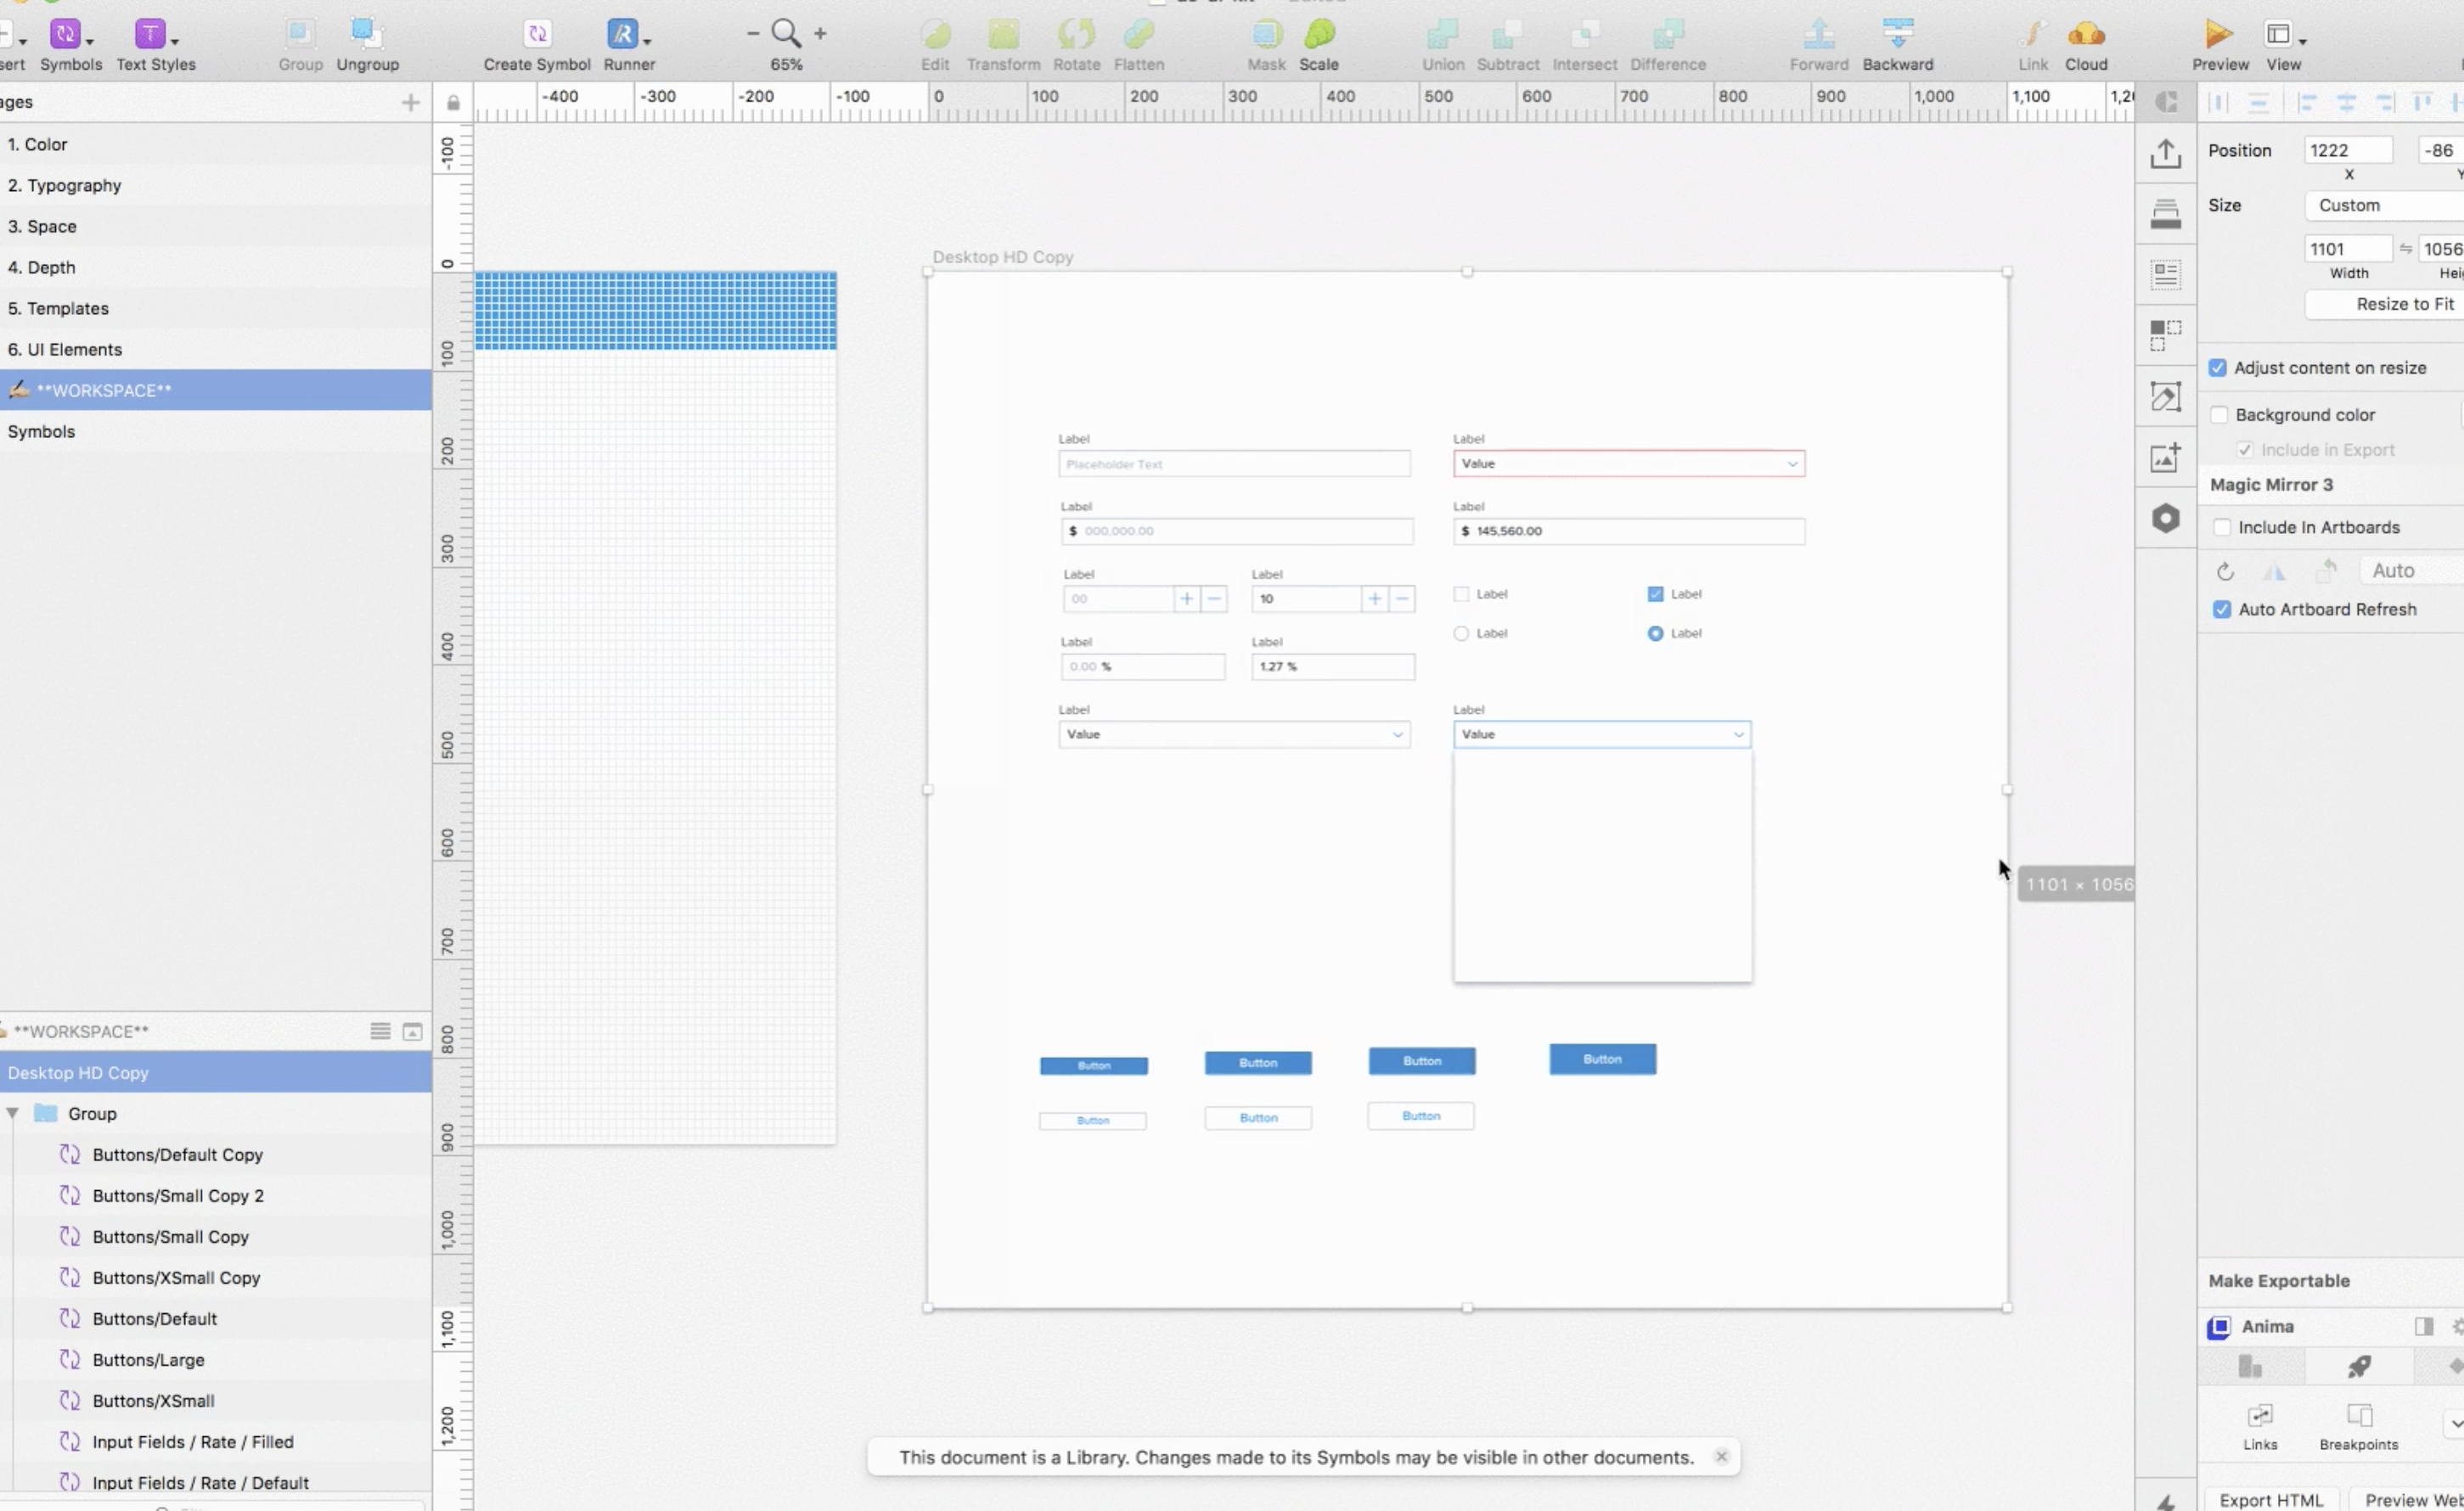 Symbols
Text Styles
Group
Ungroup
Create Symbol
Runner
65%
Edit
Transform
Rotate
Flatten
Mask
Scale
Union
Subtract
Intersect
Difference
Forward
Backward
Link
Cloud
Preview
View
ages
-400 -300 -200 -100 0 100 200 300 400 500 600 700 800 900 1,000 1,100
1. Color
2. Typography
3. Space
4. Depth
5. Templates
6. UI Elements
**WORKSPACE**
Symbols
**WORKSPACE**
Desktop HD Copy
Group
Buttons/Default Copy
Buttons/Small Copy 2
Buttons/Small Copy
Buttons/XSmall Copy
Buttons/Default
Buttons/Large
Buttons/XSmall
Input Fields / Rate / Filled
Input Fields / Rate / Default
-100
0
100
200
300
400
500
600
700
800
900
1,000
1,100
1,200
Desktop HD Copy
Label Label
Placeholder Text Value
Label Label
$ 000,000.00 $ 145,560.00
Label Label
00 + − 10 + −
Label Label
Label Label
Label Label
0.00 % 1.27 %
Label Label
Value Value
1101 × 1056
Button Button Button Button
Button Button Button
This document is a Library. Changes made to its Symbols may be visible in other documents.
Position 1222 -86
X Y
Size Custom
1101 1056
Width Hei
Resize to Fit
Adjust content on resize
Background color
Include in Export
Magic Mirror 3
Include In Artboards
Auto
Auto Artboard Refresh
Make Exportable
Anima
Links Breakpoints
Export HTML Preview Web